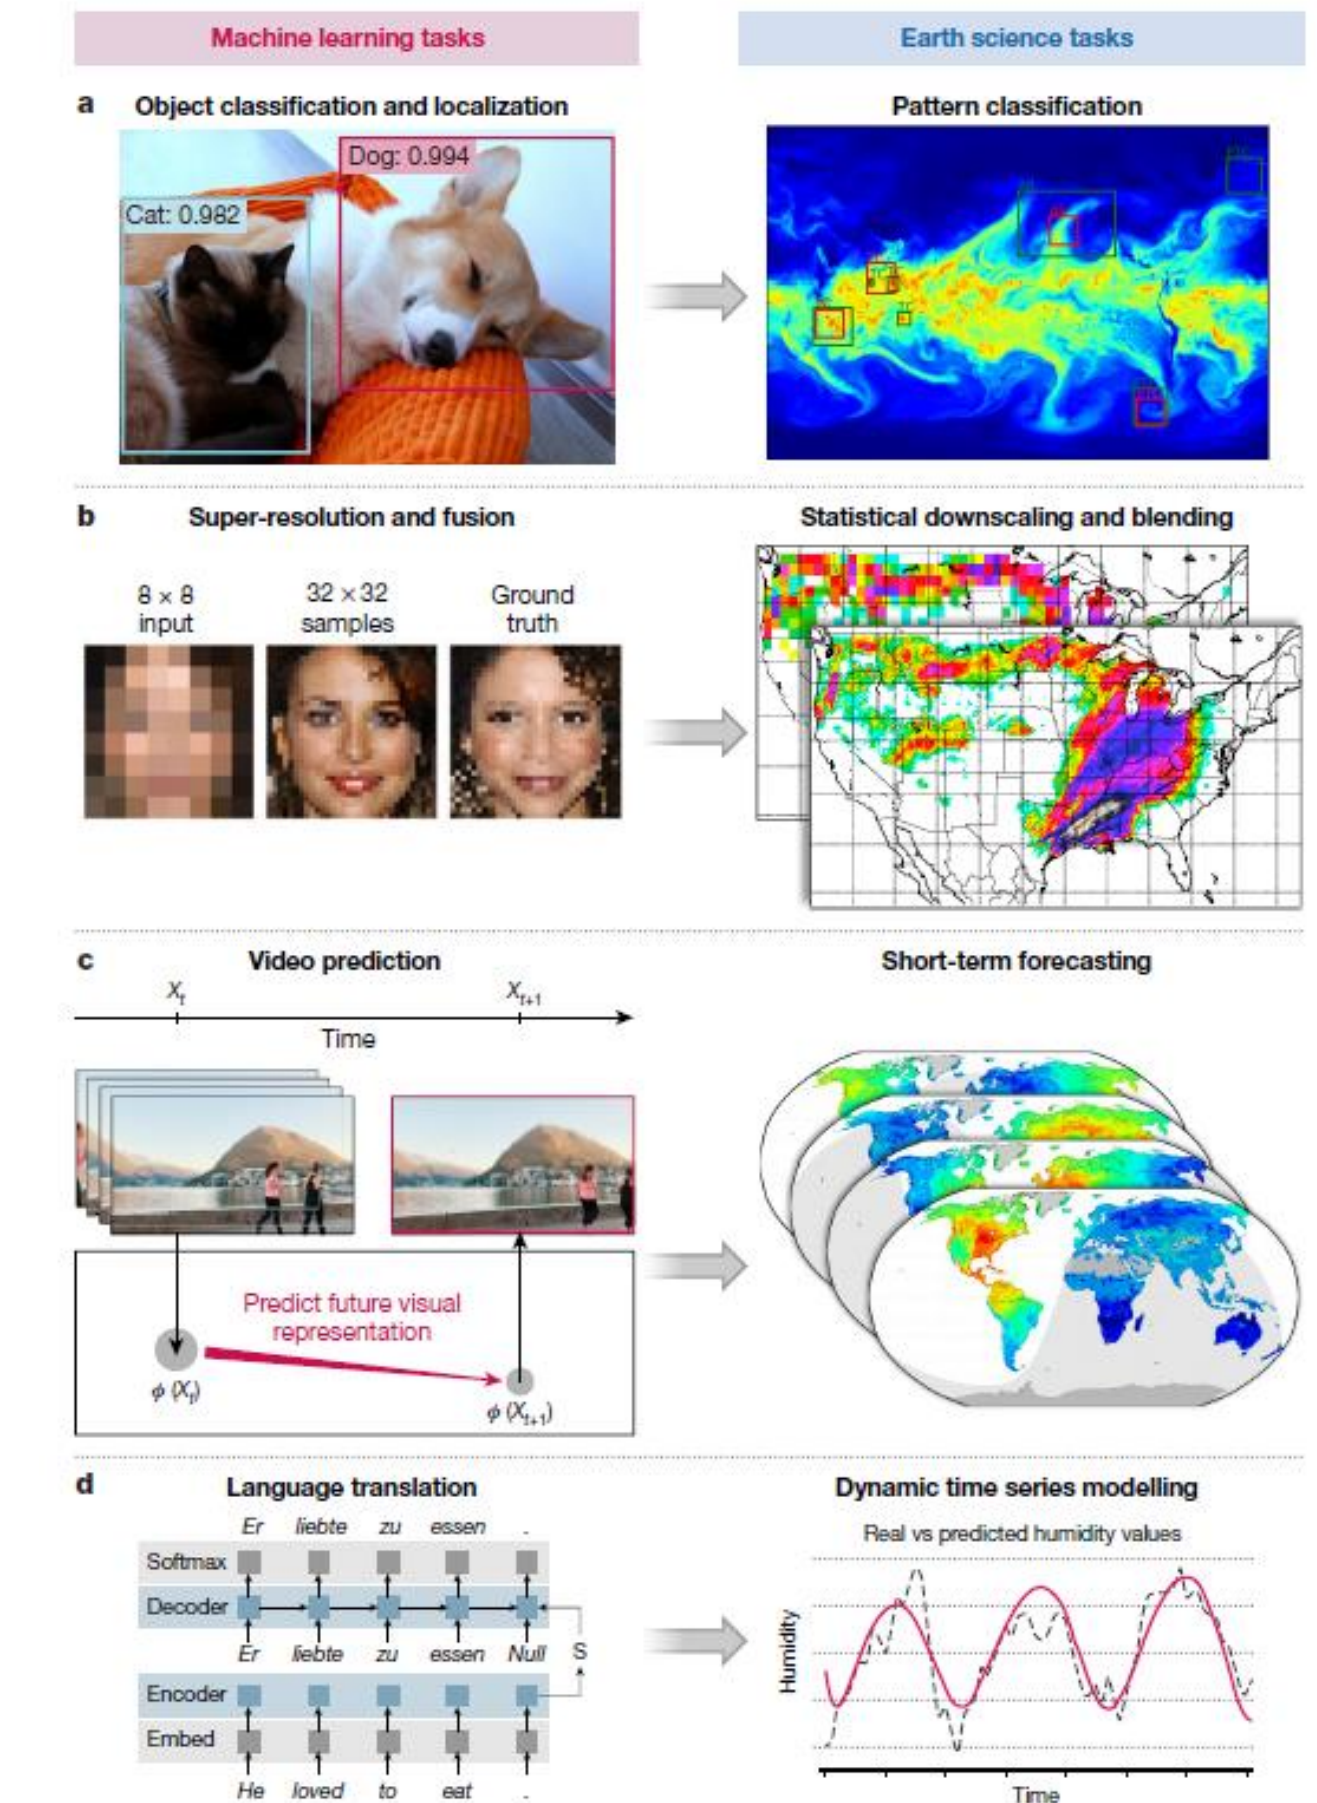 Machine learning tasks
Earth science tasks
a
Object classification and localization
Pattern classification
Dog: 0.994
Cat: 0.982
b
Super-resolution and fusion
Statistical downscaling and blending
8 × 8
input
32 × 32
samples
Ground
truth
c
Video prediction
Short-term forecasting
Xt
Xt+1
Time
Predict future visual
representation
ϕ (Xt)
ϕ (Xt+1)
d
Language translation
Dynamic time series modelling
Er liebte zu essen .
Softmax
Decoder
Er liebte zu essen Null
S
Encoder
Embed
He loved to eat .
Real vs predicted humidity values
Humidity
Time